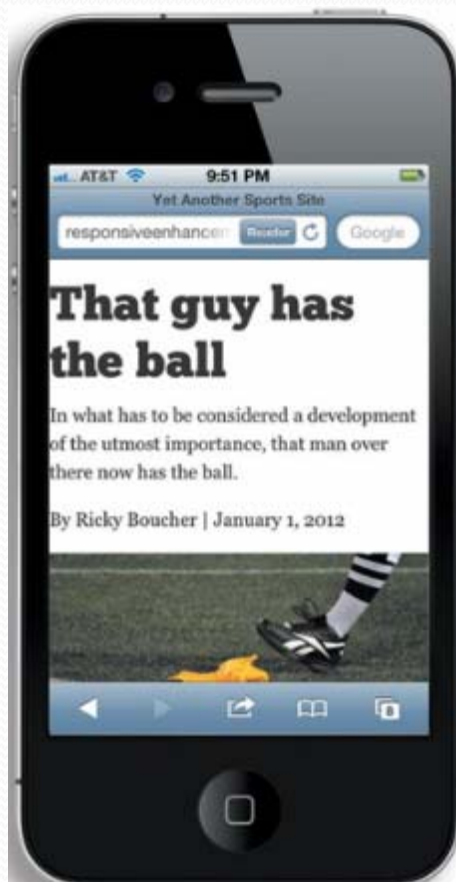 AT&T 9:51 PM
Yet Another Sports Site
responsiveenhancem Reader Google
That guy has
the ball
In what has to be considered a development
of the utmost importance, that man over
there now has the ball.
By Ricky Boucher | January 1, 2012
8